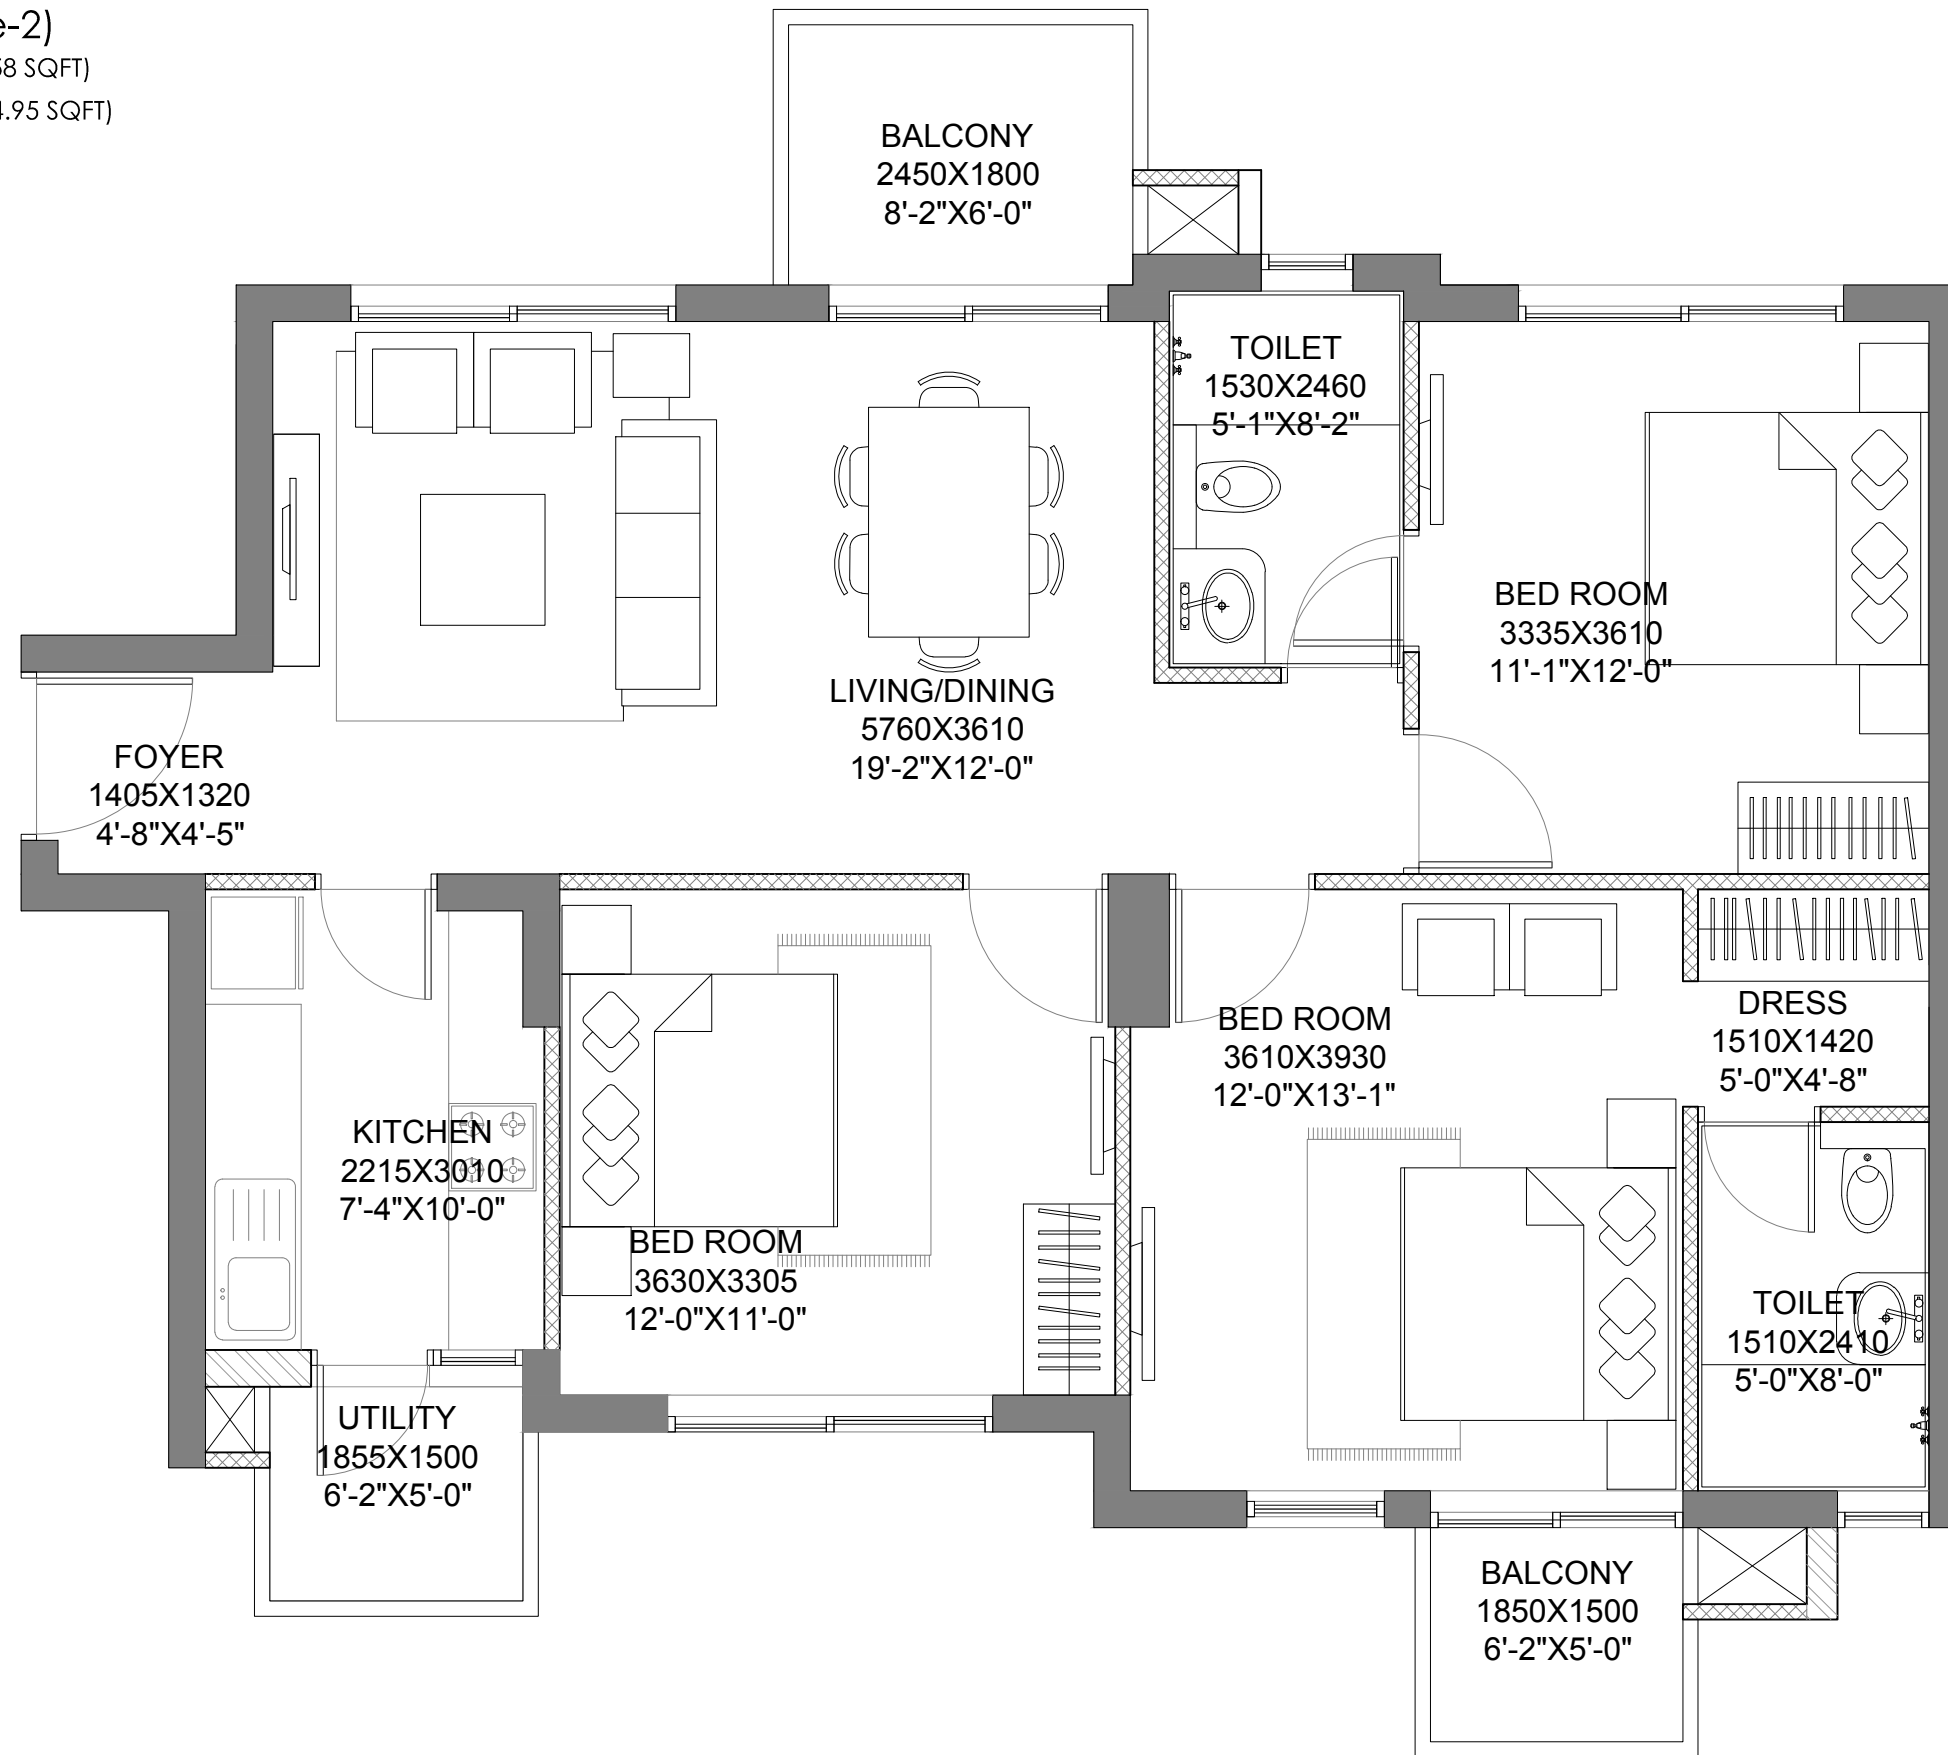 -2)
SQFT)
.95 SQFT)
BALCONY
2450X1800
8'-2"X6'-0"
TOILET
1530X2460
5'-1"X8'-2"
BED ROOM
3335X3610
11'-1"X12'-0"
LIVING/DINING
5760X3610
19'-2"X12'-0"
FOYER
1405X1320
4'-8"X4'-5"
DRESS
1510X1420
5'-0"X4'-8"
BED ROOM
3610X3930
12'-0"X13'-1"
KITCHEN
2215X3010
7'-4"X10'-0"
BED ROOM
3630X3305
12'-0"X11'-0"
TOILET
1510X2410
5'-0"X8'-0"
UTILITY
1855X1500
6'-2"X5'-0"
BALCONY
1850X1500
6'-2"X5'-0"